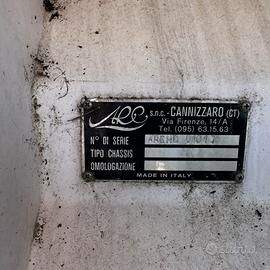 ARC s.n.c. - CANNIZZARO (CT)
Via Firenze, 14/A
Tel. (095) 63.15.63
N° DI SERIE
TIPO CHASSIS
OMOLOGAZIONE
MADE IN ITALY